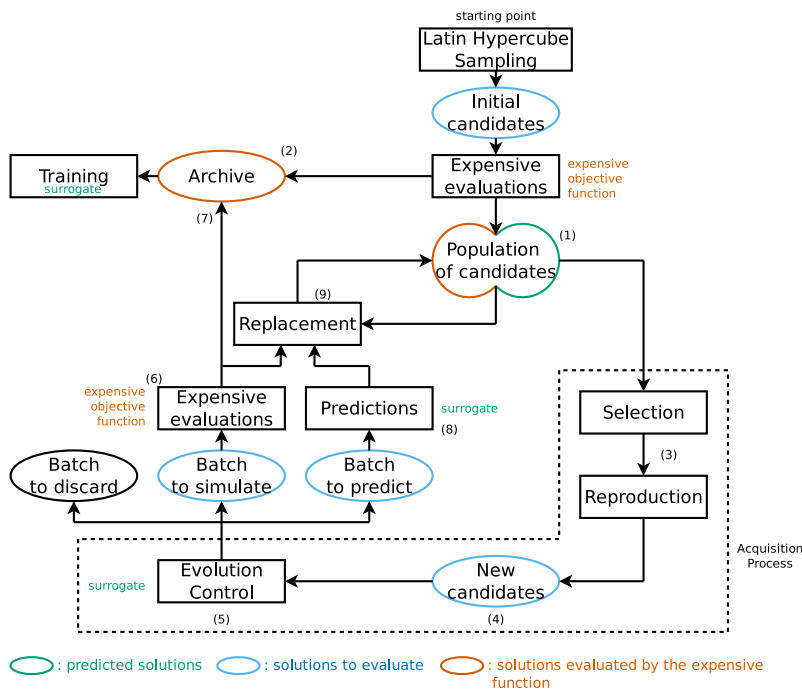 starting point
Latin Hypercube
Sampling
Initial
candidates
Expensive
evaluations
expensive
objective
function
(2)
Archive
Training
surrogate
(7)
(1)
Population
of candidates
(9)
Replacement
(6)
expensive
objective
function
Expensive
evaluations
Predictions
surrogate
(8)
Selection
(3)
Reproduction
Batch
to discard
Batch
to simulate
Batch
to predict
Acquisition
Process
surrogate
Evolution
Control
(5)
New
candidates
(4)
: predicted solutions
: solutions to evaluate
: solutions evaluated by the expensive
function